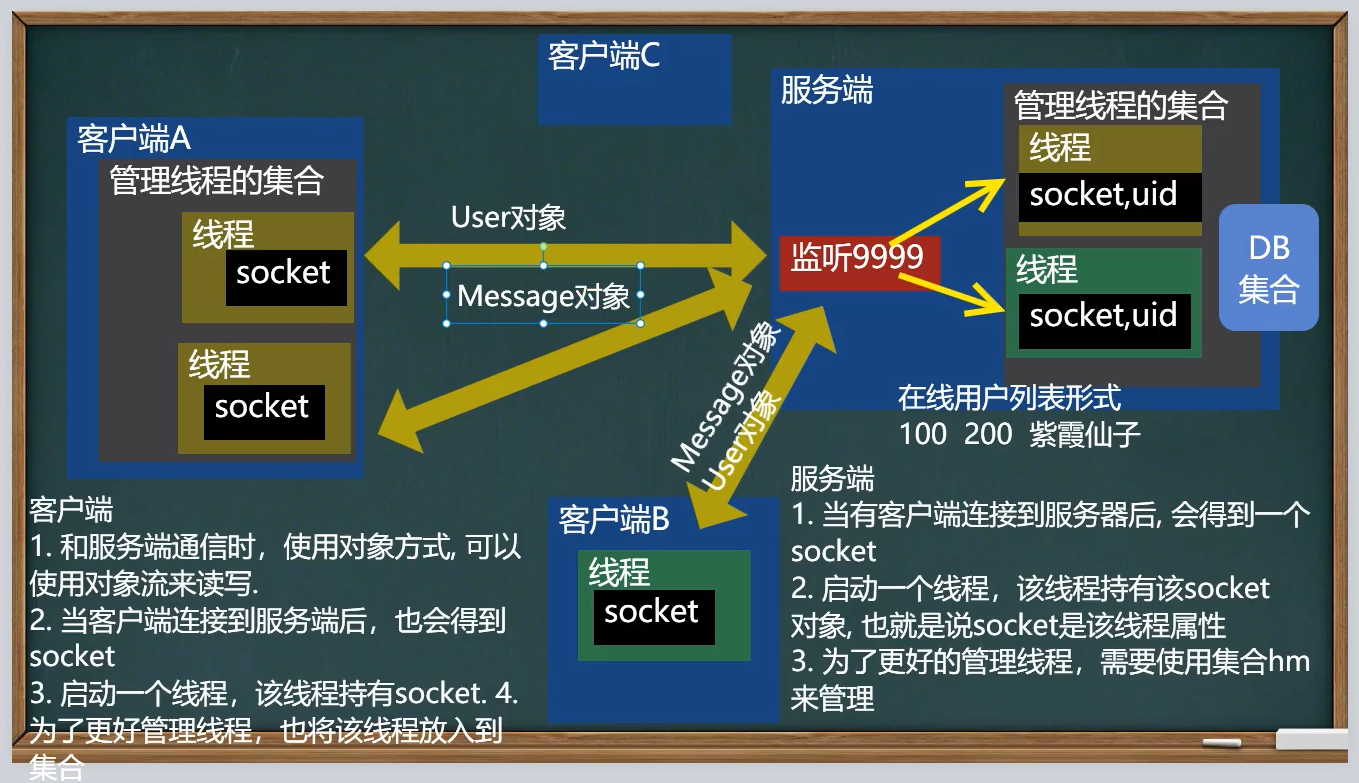 客户端C
服务端
管理线程的集合
线程
socket,uid
监听9999
线程
socket,uid
DB
集合
在线用户列表形式
100 200 紫霞仙子
客户端A
管理线程的集合
线程
socket
线程
socket
User对象
Message对象
Message对象
User对象
客户端B
线程
socket
客户端
1. 和服务端通信时，使用对象方式, 可以
使用对象流来读写.
2. 当客户端连接到服务端后，也会得到
socket
3. 启动一个线程，该线程持有socket. 4.
为了更好管理线程，也将该线程放入到
集合
服务端
1. 当有客户端连接到服务器后, 会得到一个
socket
2. 启动一个线程，该线程持有该socket
对象, 也就是说socket是该线程属性
3. 为了更好的管理线程，需要使用集合hm
来管理